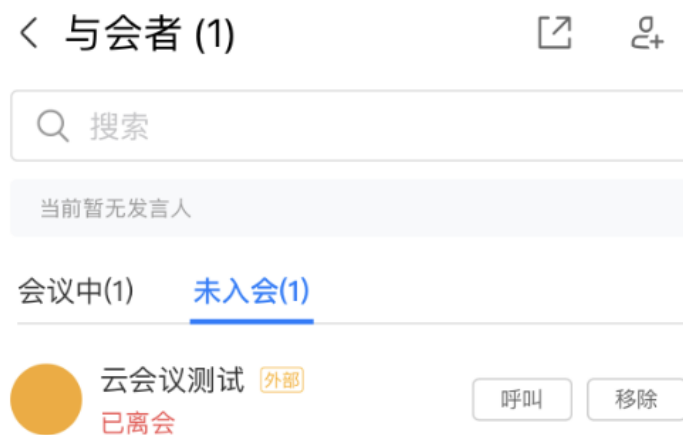 与会者 (1)
搜索
当前暂无发言人
会议中(1) 未入会(1)
云会议测试 外部
已离会
呼叫 移除